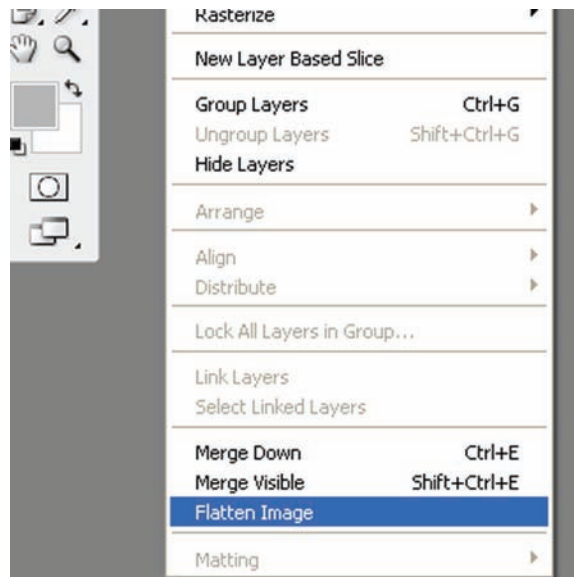 Rasterize
New Layer Based Slice
Group Layers Ctrl+G
Ungroup Layers Shift+Ctrl+G
Hide Layers
Arrange
Align
Distribute
Lock All Layers in Group...
Link Layers
Select Linked Layers
Merge Down Ctrl+E
Merge Visible Shift+Ctrl+E
Flatten Image
Matting